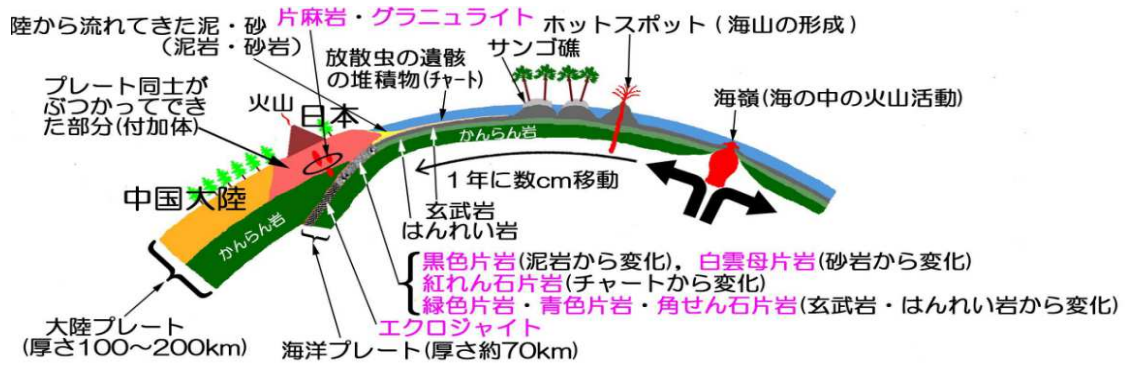 陸から流れてきた泥・砂
(泥岩・砂岩)
片麻岩・グラニュライト
放散虫の遺骸
の堆積物(チャート)
サンゴ礁
ホットスポット(海山の形成)
海嶺(海の中の火山活動)
プレート同士が
ぶつかってでき
た部分(付加体)
火山
日本
中国大陸
かんらん岩
かんらん岩
1年に数cm移動
玄武岩
はんれい岩
黒色片岩(泥岩から変化),白雲母片岩(砂岩から変化)
紅れん石片岩(チャートから変化)
緑色片岩・青色片岩・角せん石片岩(玄武岩・はんれい岩から変化)
エクロジャイト
大陸プレート
(厚さ100～200km)
海洋プレート(厚さ約70km)